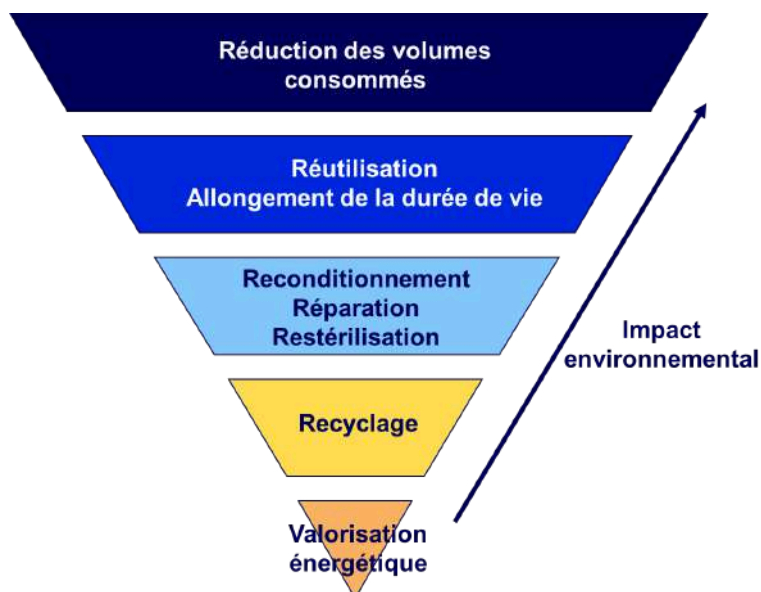 Réduction des volumes
consommés
Réutilisation
Allongement de la durée de vie
Reconditionnement
Réparation
Restérilisation
Impact
environnemental
Recyclage
Valorisation
énergétique